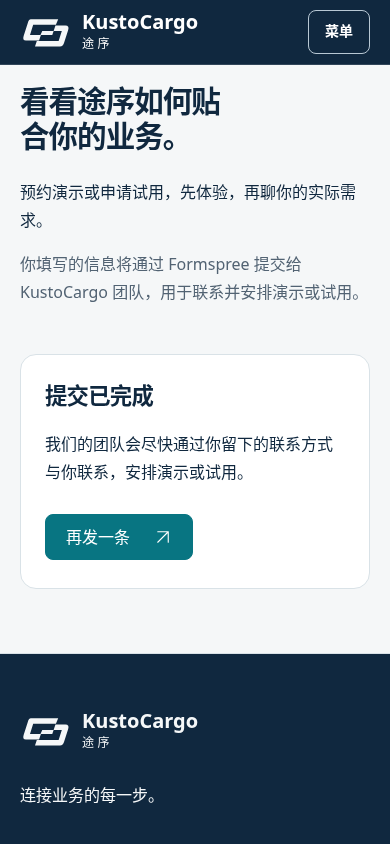 KustoCargo
途序
菜单
看看途序如何贴
合你的业务。
预约演示或申请试用，先体验，再聊你的实际需
求。
你填写的信息将通过 Formspree 提交给
KustoCargo 团队，用于联系并安排演示或试用。
提交已完成
我们的团队会尽快通过你留下的联系方式
与你联系，安排演示或试用。
再发一条
KustoCargo
途序
连接业务的每一步。